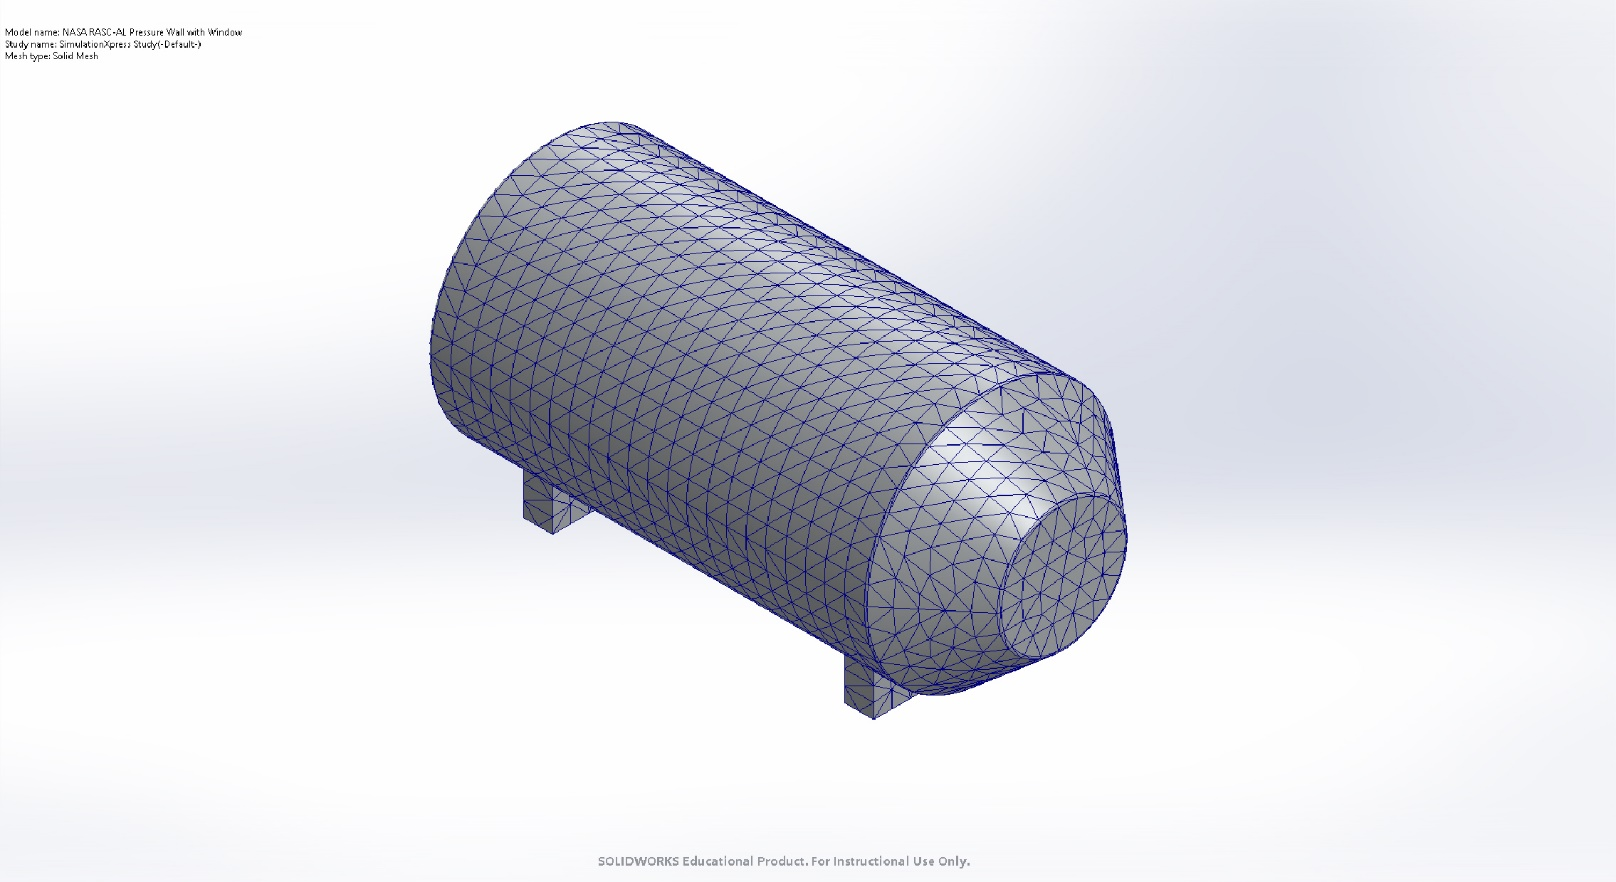 Model name: NASA RASC-AL Pressure Wall with Window
Study name: SimulationXpress Study(-Default-)
Mesh type: Solid Mesh
SOLIDWORKS Educational Product. For Instructional Use Only.